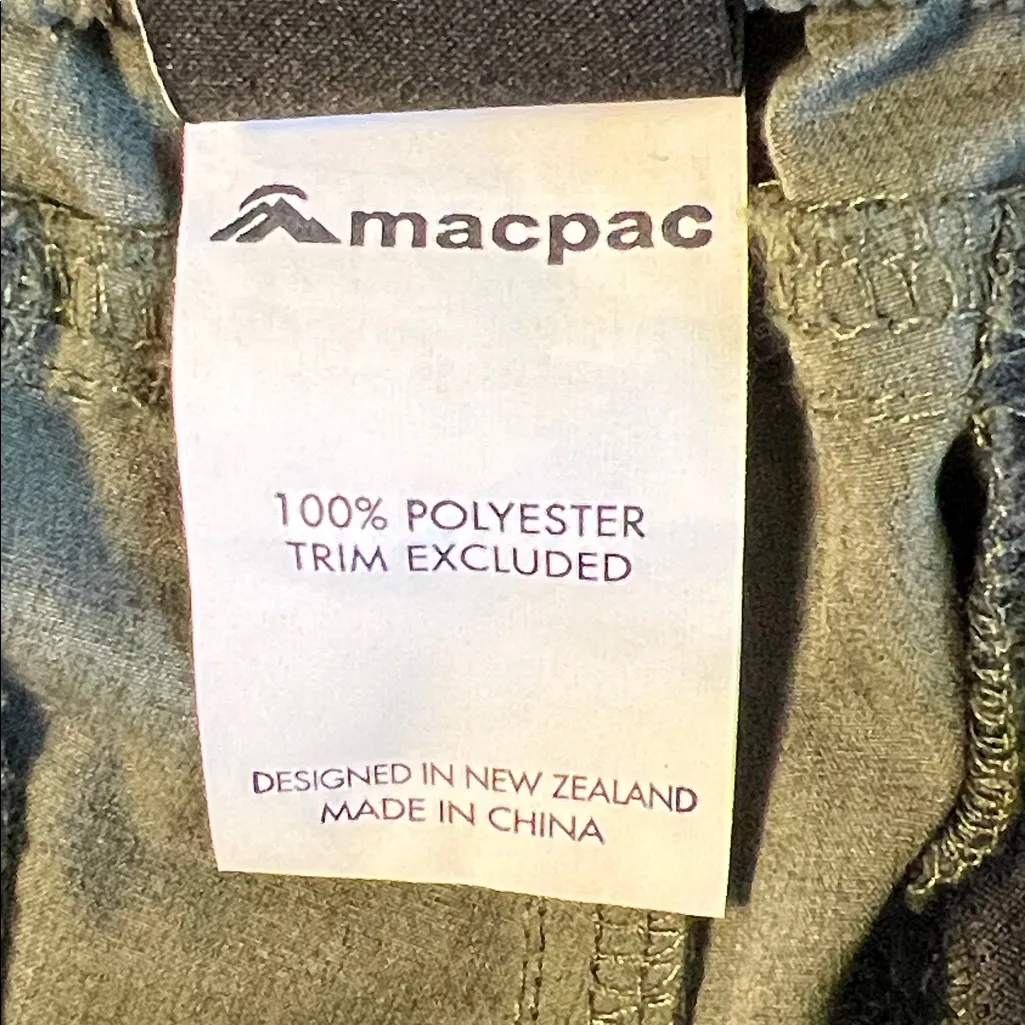 macpac
100% POLYESTER
TRIM EXCLUDED
DESIGNED IN NEW ZEALAND
MADE IN CHINA